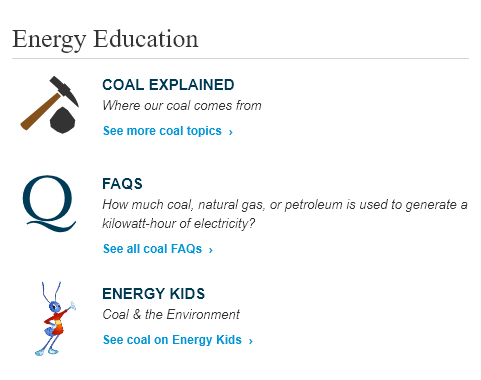 Energy Education
COAL EXPLAINED
Where our coal comes from
See more coal topics ›
Q
FAQS
How much coal, natural gas, or petroleum is used to generate a
kilowatt-hour of electricity?
See all coal FAQs ›
ENERGY KIDS
Coal & the Environment
See coal on Energy Kids ›